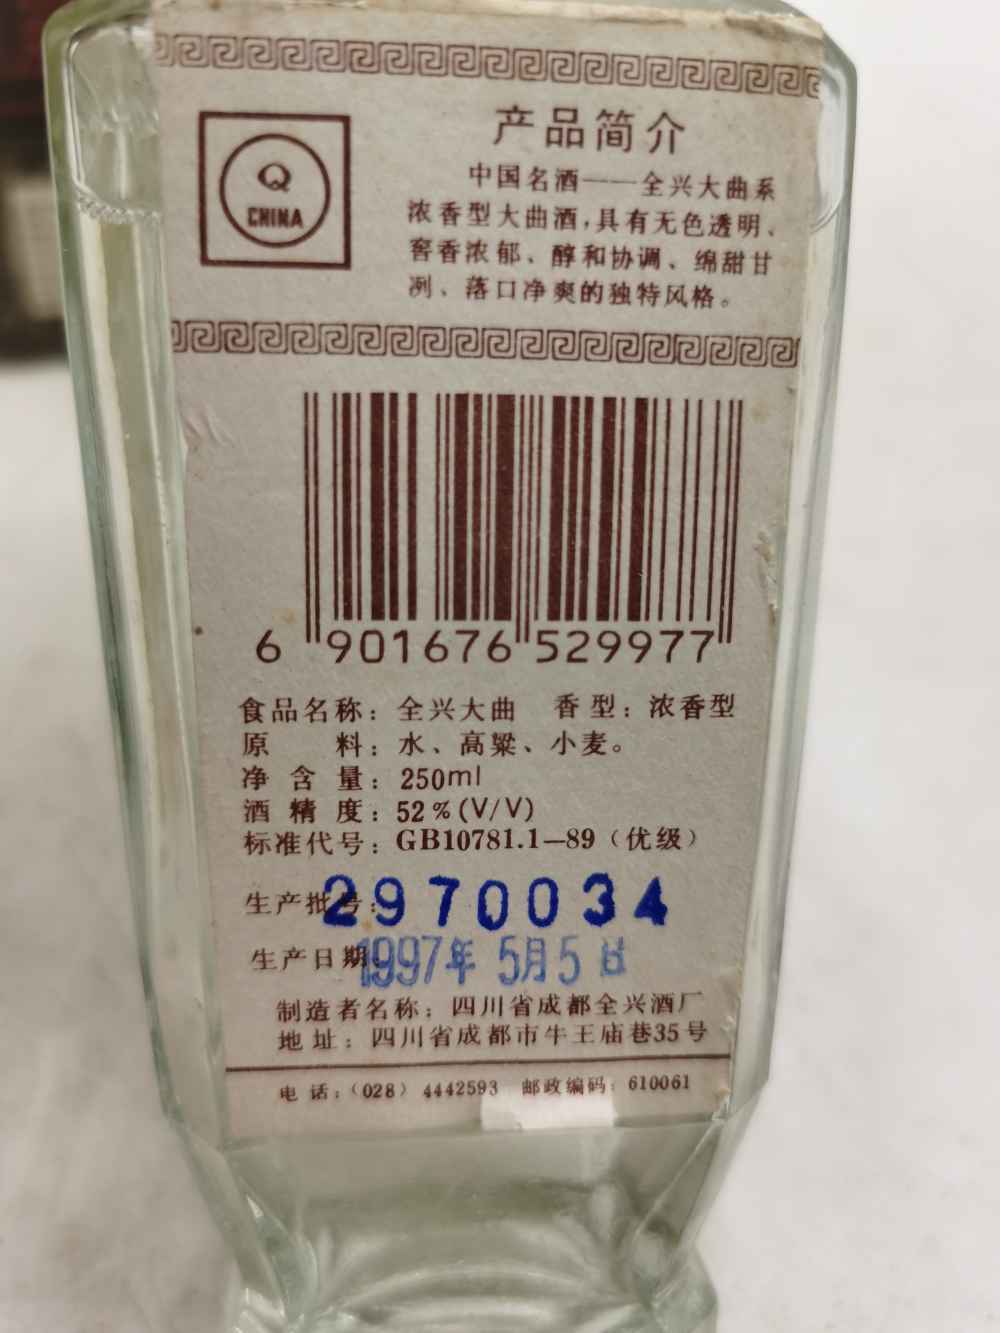 Q
CHINA
产品简介
中国名酒——全兴大曲系
浓香型大曲酒,具有无色透明、
窖香浓郁、醇和协调、绵甜甘
冽、落口净爽的独特风格。
6 901676 529977
食品名称：全兴大曲 香型：浓香型
原 料：水、高粱、小麦。
净 含 量：250ml
酒 精 度：52%(V/V)
标准代号：GB10781.1—89（优级）
生产批号：2970034
生产日期：1997年5月5日
制造者名称：四川省成都全兴酒厂
地 址：四川省成都市牛王庙巷35号
电 话：（028）4442593 邮政编码：610061